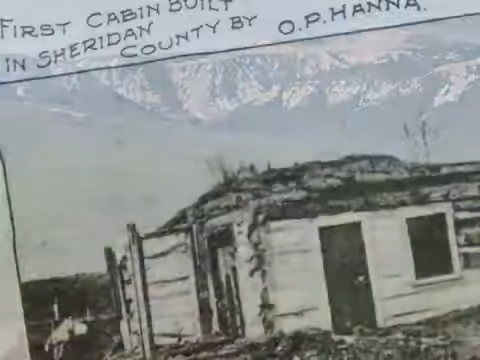 FIRST CABIN BUILT
IN SHERIDAN
COUNTY BY O.P. HANNA.